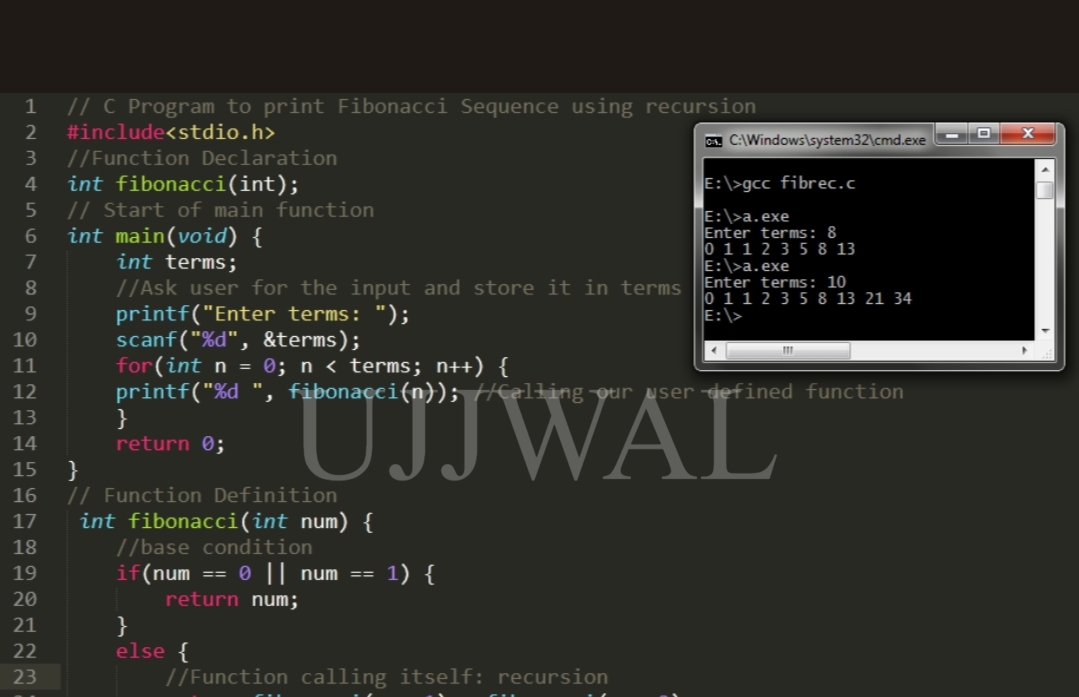 1 // C Program to print Fibonacci Sequence using recursion
2 #include<stdio.h>
3 //Function Declaration
4 int fibonacci(int);
5 // Start of main function
6 int main(void) {
7 int terms;
8 //Ask user for the input and store it in terms
9 printf("Enter terms: ");
10 scanf("%d", &terms);
11 for(int n = 0; n < terms; n++) {
12 printf("%d ", fibonacci(n)); //Calling our user defined function
13 }
14 return 0;
15 }
16 // Function Definition
17 int fibonacci(int num) {
18 //base condition
19 if(num == 0 || num == 1) {
20 return num;
21 }
22 else {
23 //Function calling itself: recursion
C:\Windows\system32\cmd.exe
E:\>gcc fibrec.c
E:\>a.exe
Enter terms: 8
0 1 1 2 3 5 8 13
E:\>a.exe
Enter terms: 10
0 1 1 2 3 5 8 13 21 34
E:\>
UJJWAL